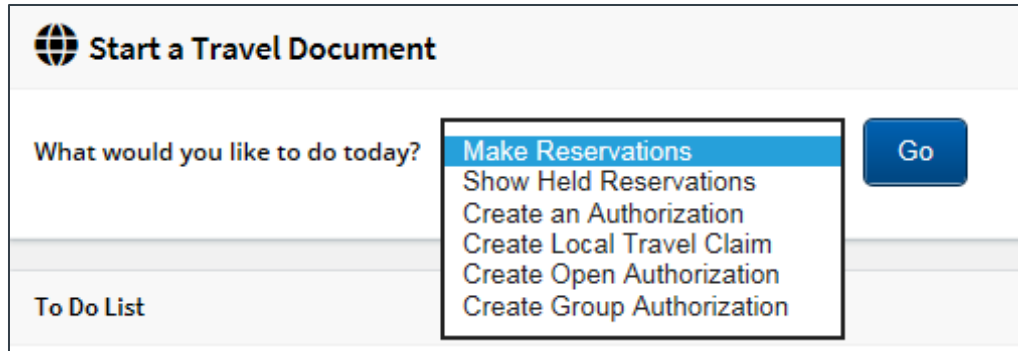 Start a Travel Document
What would you like to do today?
Make Reservations
Go
Show Held Reservations
Create an Authorization
Create Local Travel Claim
Create Open Authorization
Create Group Authorization
To Do List